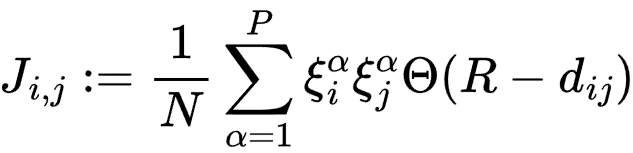 J_{i,j} := \frac{1}{N} \sum_{\alpha=1}^{P} \xi_i^{\alpha} \xi_j^{\alpha} \Theta(R - d_{ij})